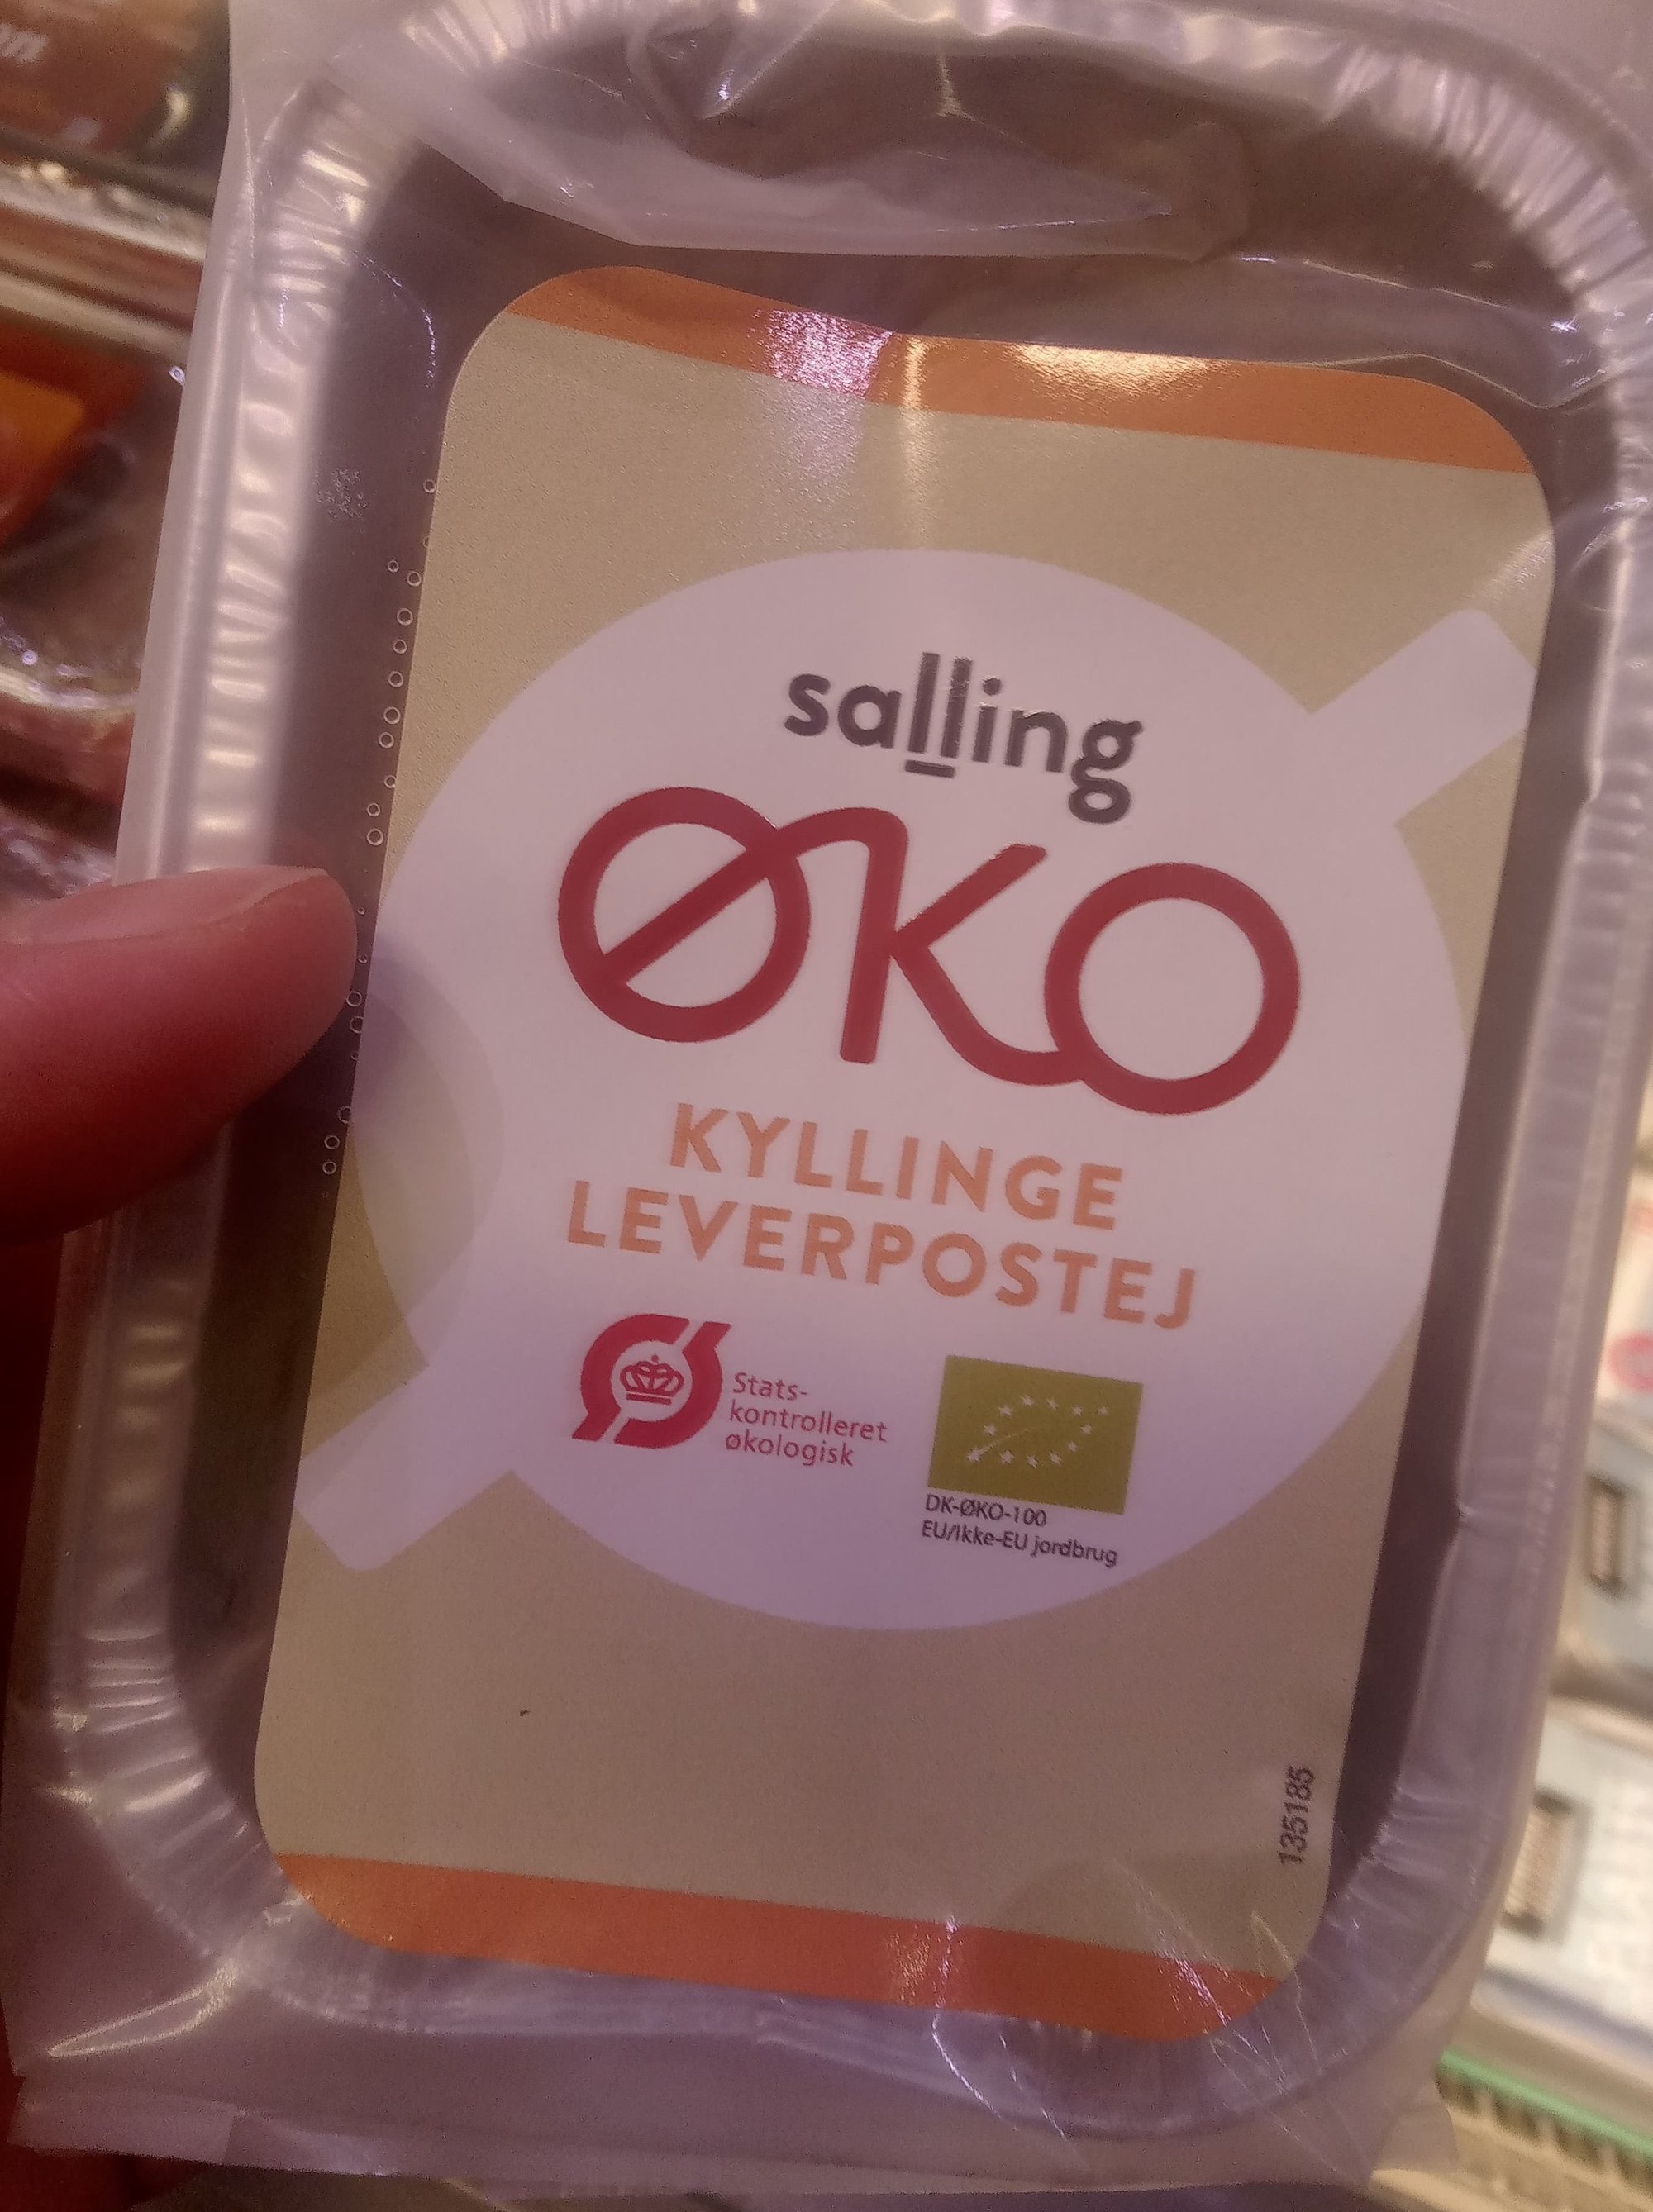 salling
ØKO
KYLLINGE
LEVERPOSTEJ
Stats-
kontrolleret
økologisk
DK-ØKO-100
EU/Ikke-EU jordbrug
135185